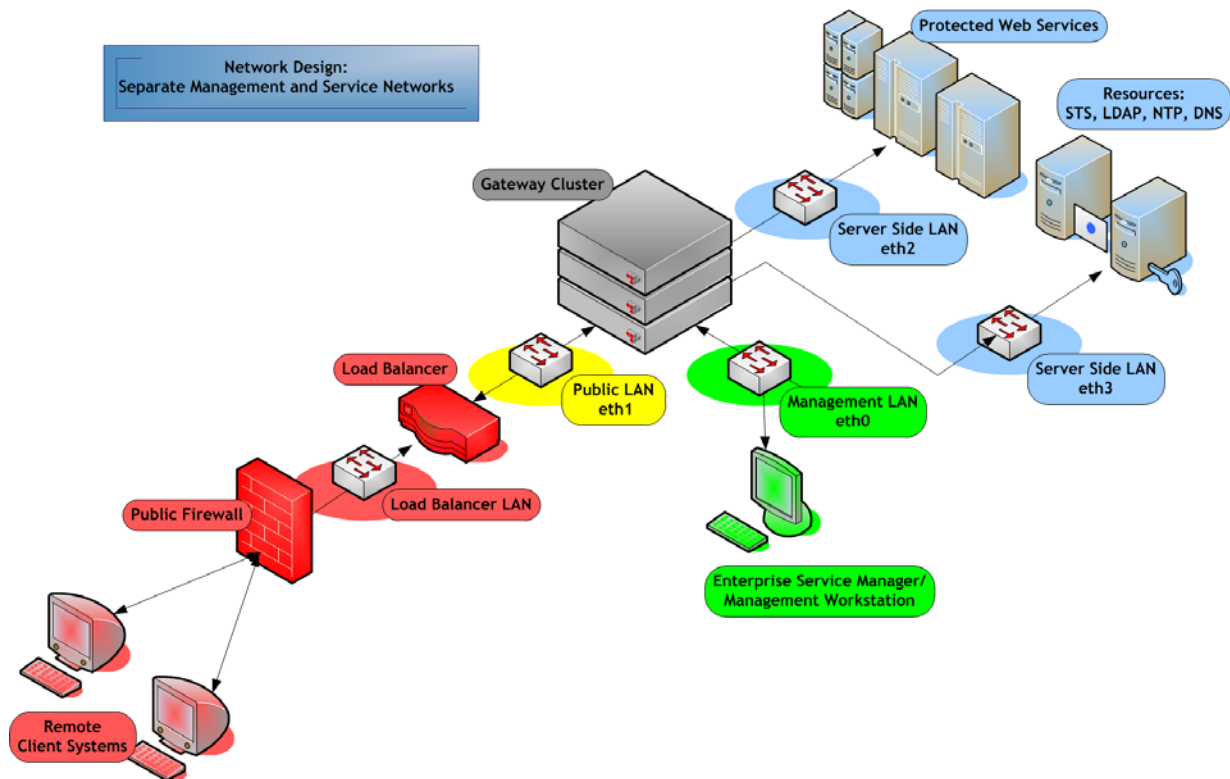 Network Design:
Separate Management and Service Networks
Protected Web Services
Resources:
STS, LDAP, NTP, DNS
Gateway Cluster
Server Side LAN
eth2
Server Side LAN
eth3
Load Balancer
Public LAN
eth1
Management LAN
eth0
Public Firewall
Load Balancer LAN
Enterprise Service Manager/
Management Workstation
Remote
Client Systems